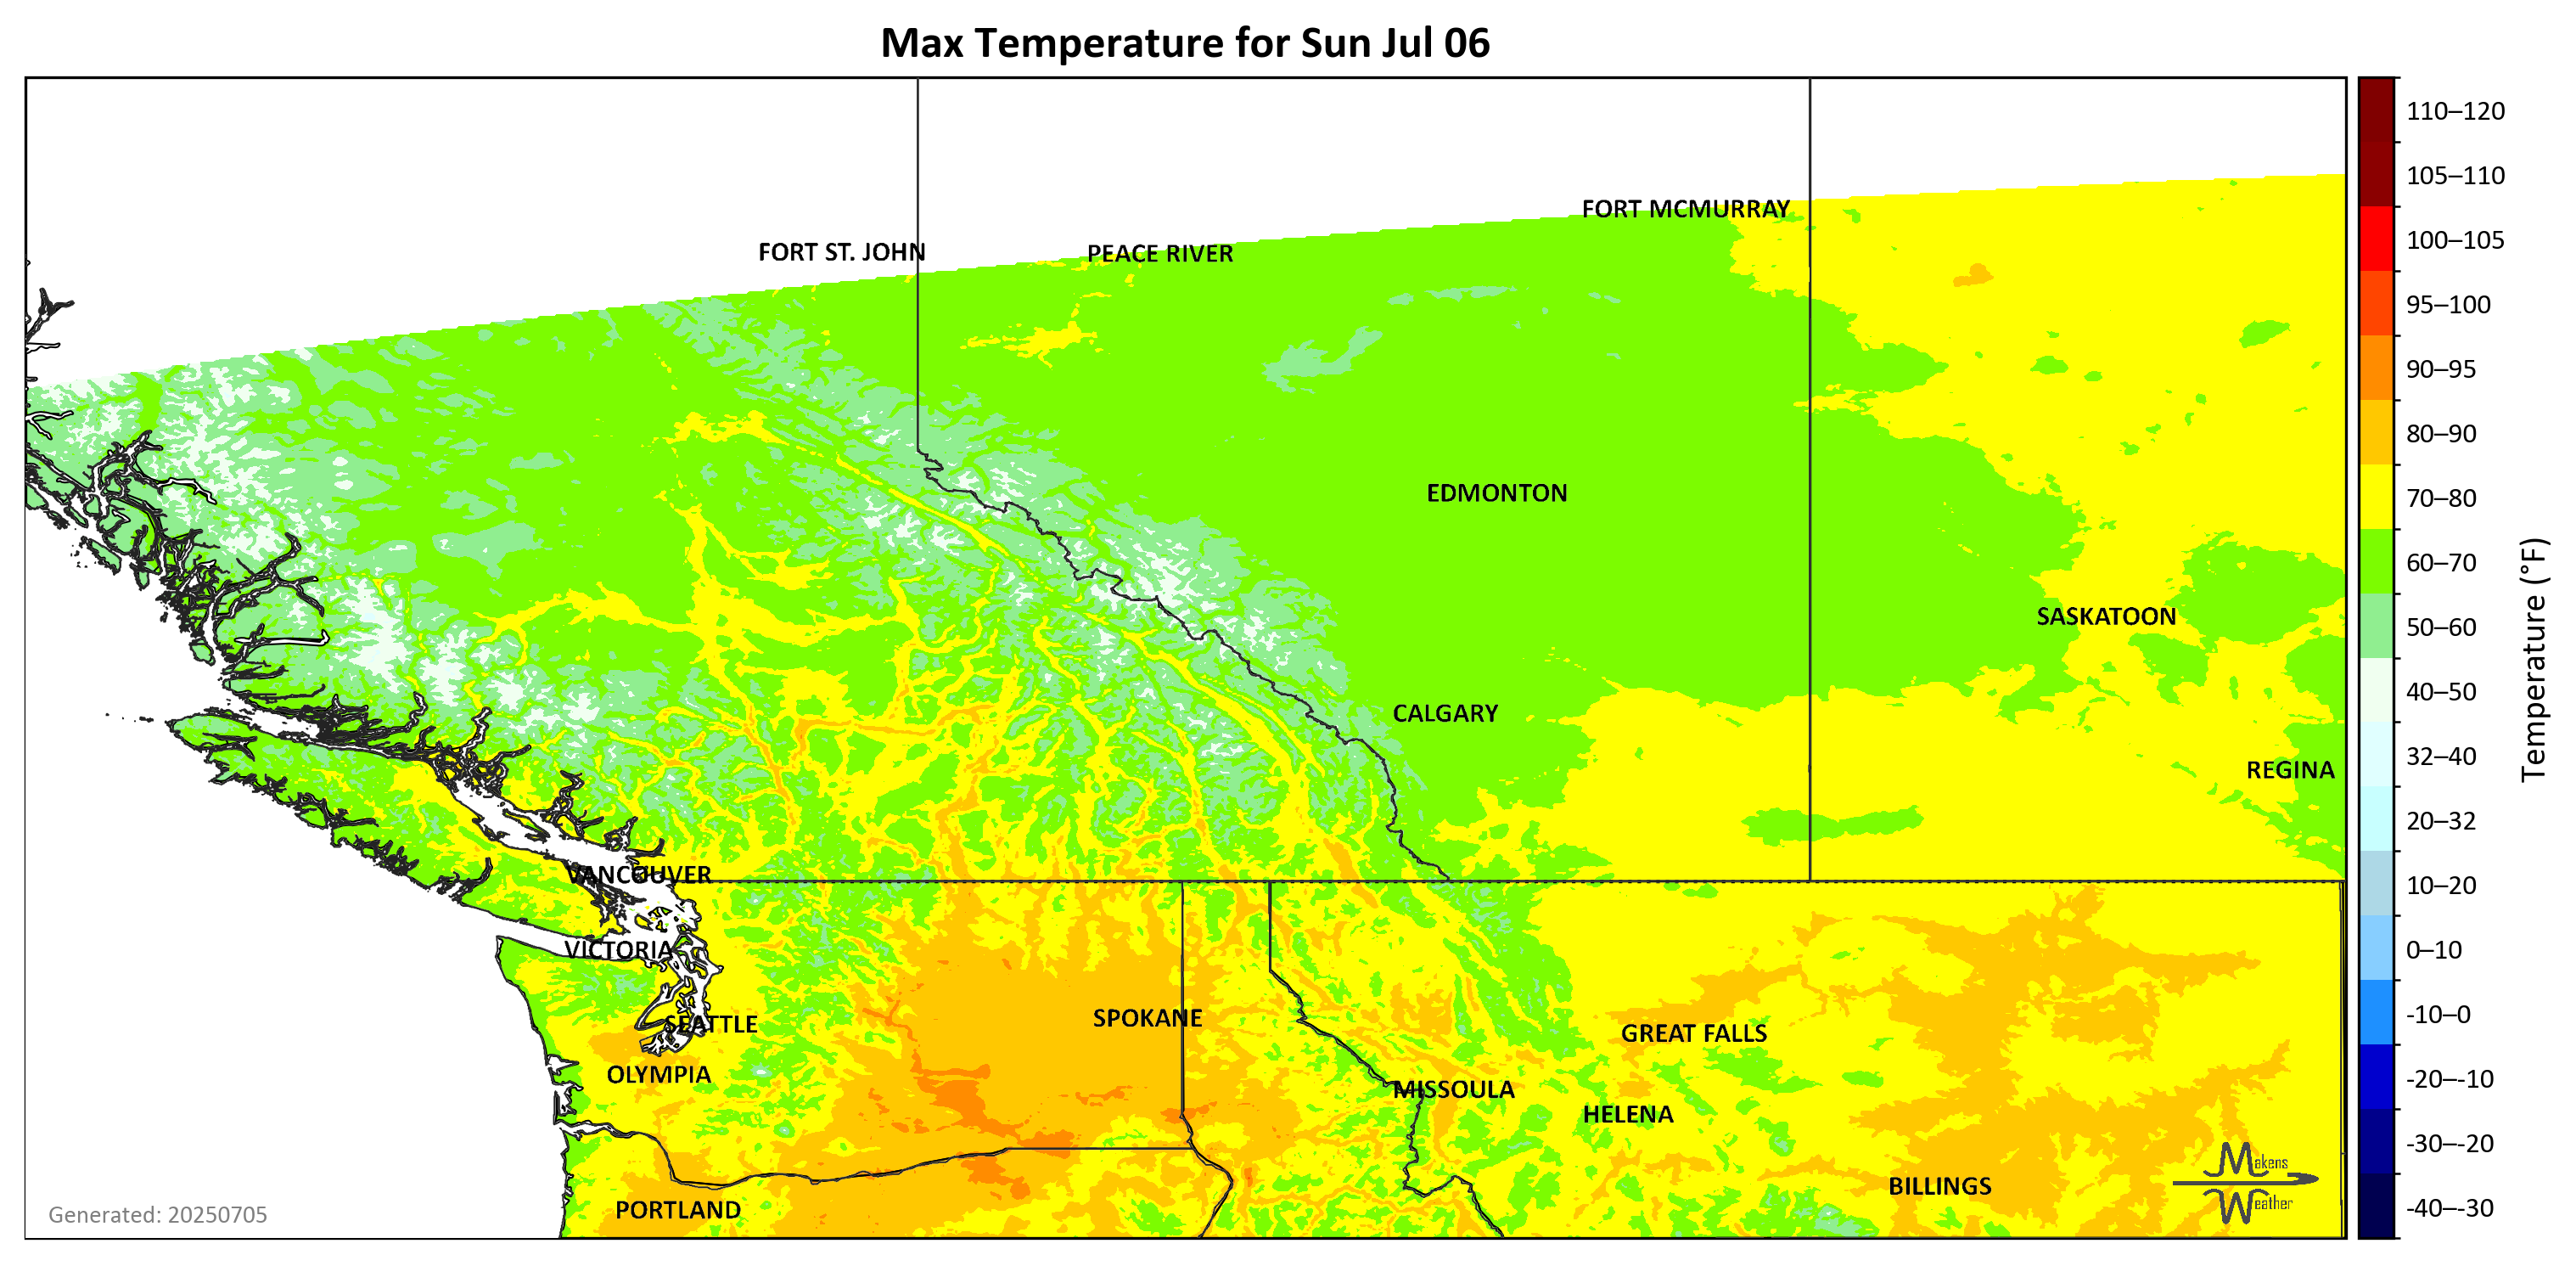 Max Temperature for Sun Jul 06
FORT MCMURRAY
FORT ST. JOHN
PEACE RIVER
EDMONTON
SASKATOON
CALGARY
REGINA
VANCOUVER
VICTORIA
SEATTLE
SPOKANE
GREAT FALLS
OLYMPIA
MISSOULA
HELENA
BILLINGS
PORTLAND
Makens
Weather
Generated: 20250705
110–120
105–110
100–105
95–100
90–95
80–90
70–80
60–70
50–60
40–50
32–40
20–32
10–20
0–10
-10–0
-20–-10
-30–-20
-40–-30
Temperature (°F)